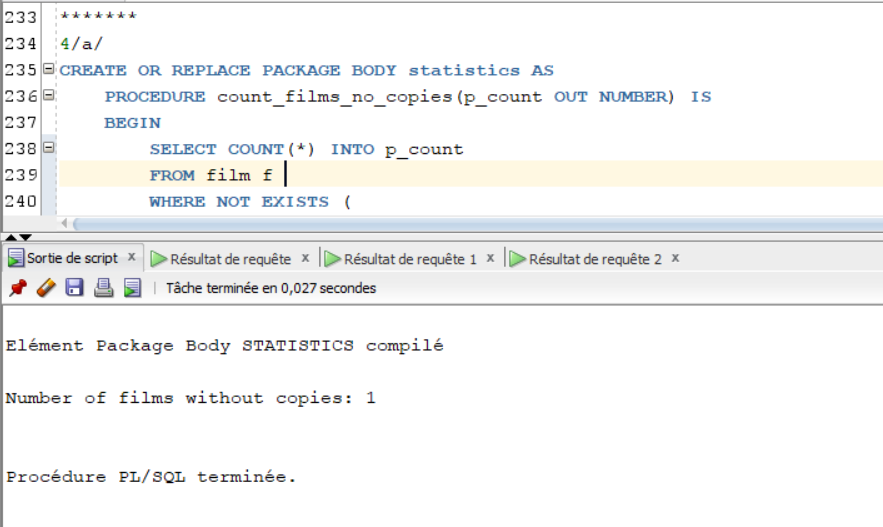 233 *******
234 4/a/
235 CREATE OR REPLACE PACKAGE BODY statistics AS
236 PROCEDURE count_films_no_copies(p_count OUT NUMBER) IS
237 BEGIN
238 SELECT COUNT(*) INTO p_count
239 FROM film f
240 WHERE NOT EXISTS (
Sortie de script x Résultat de requête x Résultat de requête 1 x Résultat de requête 2 x
Tâche terminée en 0,027 secondes
Elément Package Body STATISTICS compilé
Number of films without copies: 1
Procédure PL/SQL terminée.